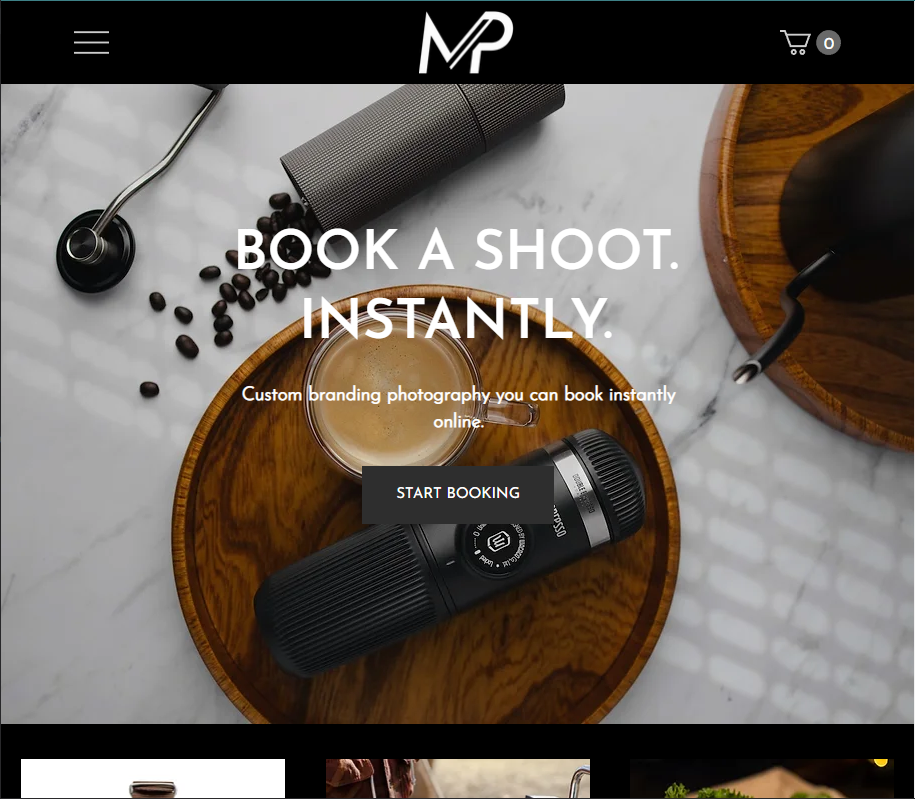 MP
0
BOOK A SHOOT.
INSTANTLY.
Custom branding photography you can book instantly
online.
START BOOKING